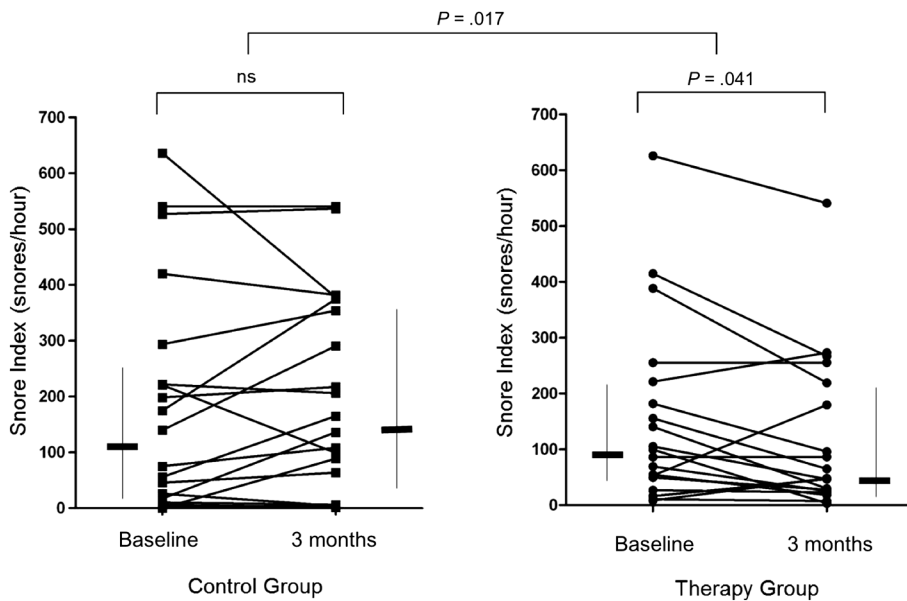 P = .017
ns
P = .041
Snore Index (snores/hour)
700
600
500
400
300
200
100
0
Baseline
3 months
Control Group
Snore Index (snores/hour)
700
600
500
400
300
200
100
0
Baseline
3 months
Therapy Group